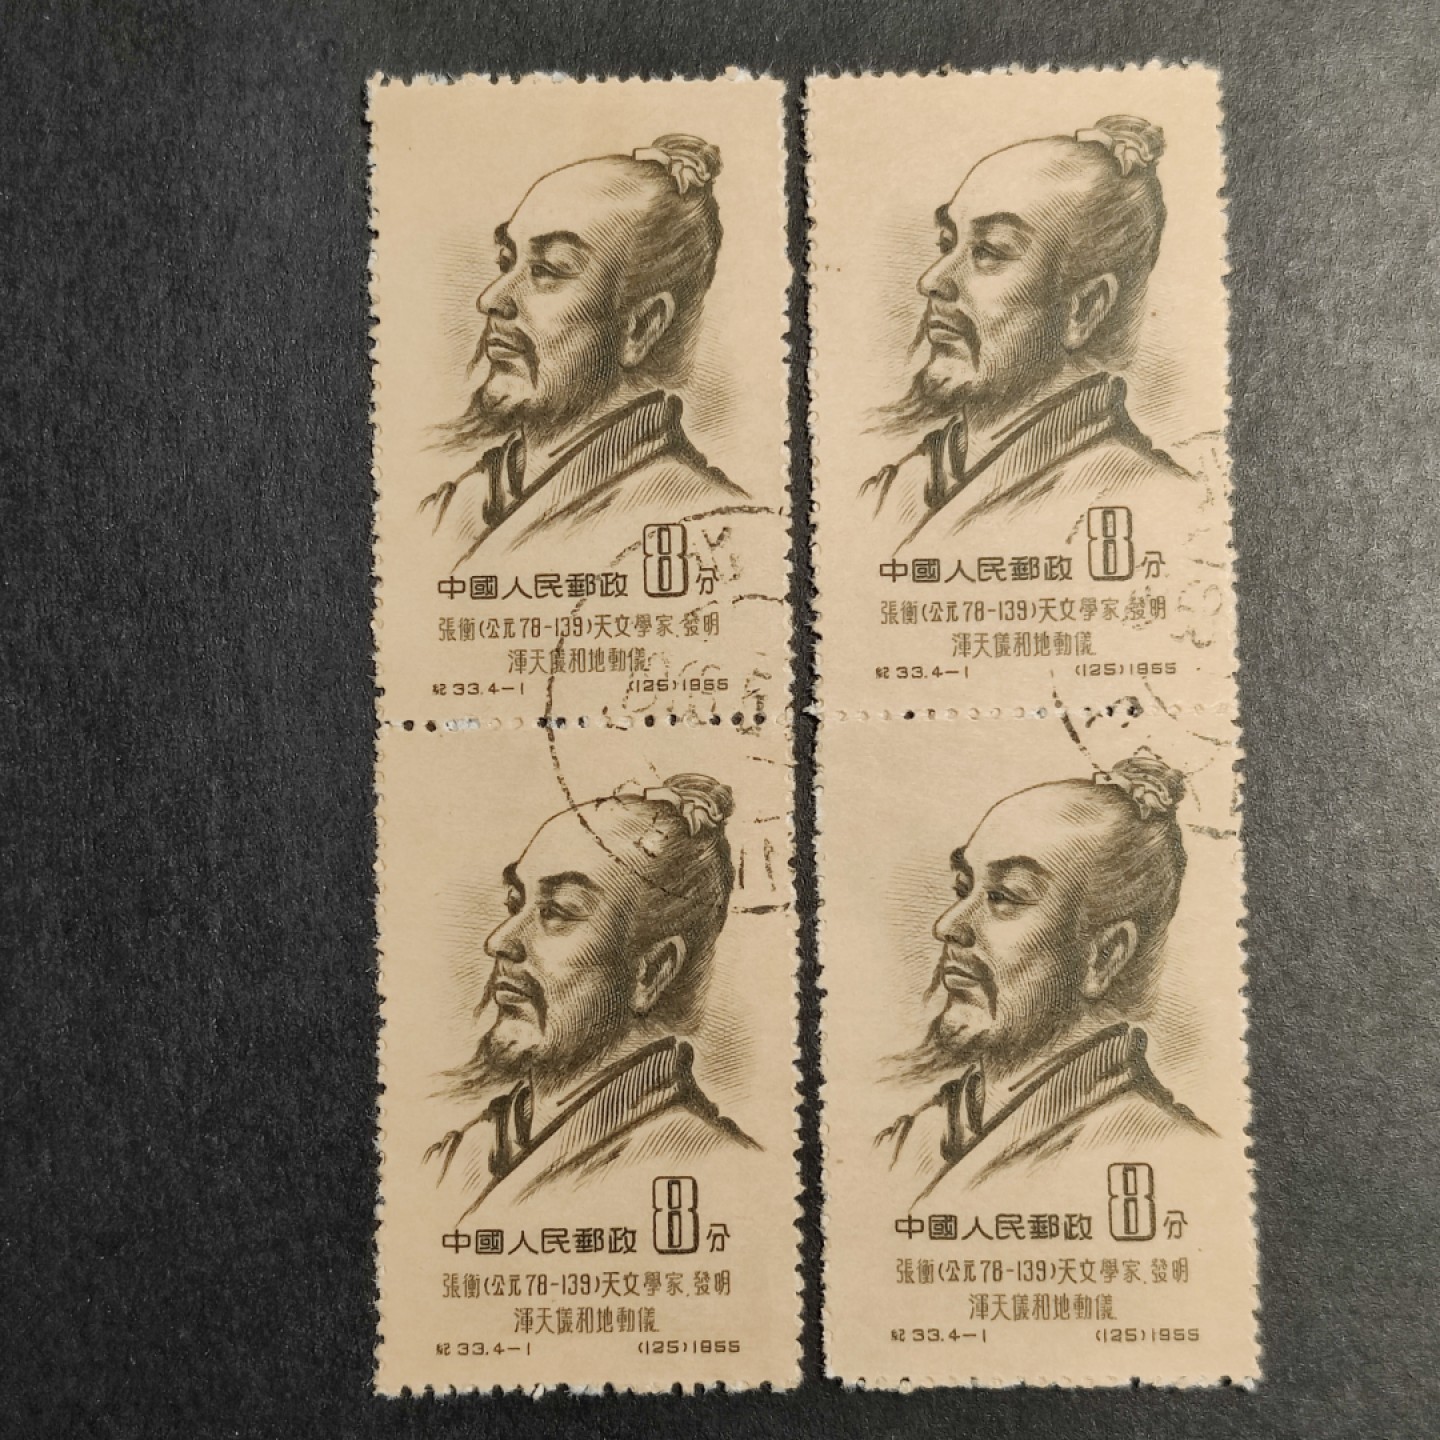 中國人民郵政 8分
張衡(公元78-139)天文學家,發明
渾天儀和地動儀
紀33.4-1 (125)1955
中國人民郵政 8分
張衡(公元78-139)天文學家,發明
渾天儀和地動儀
紀33.4-1 (125)1955
中國人民郵政 8分
張衡(公元78-139)天文學家,發明
渾天儀和地動儀
紀33.4-1 (125)1955
中國人民郵政 8分
張衡(公元78-139)天文學家,發明
渾天儀和地動儀
紀33.4-1 (125)1955